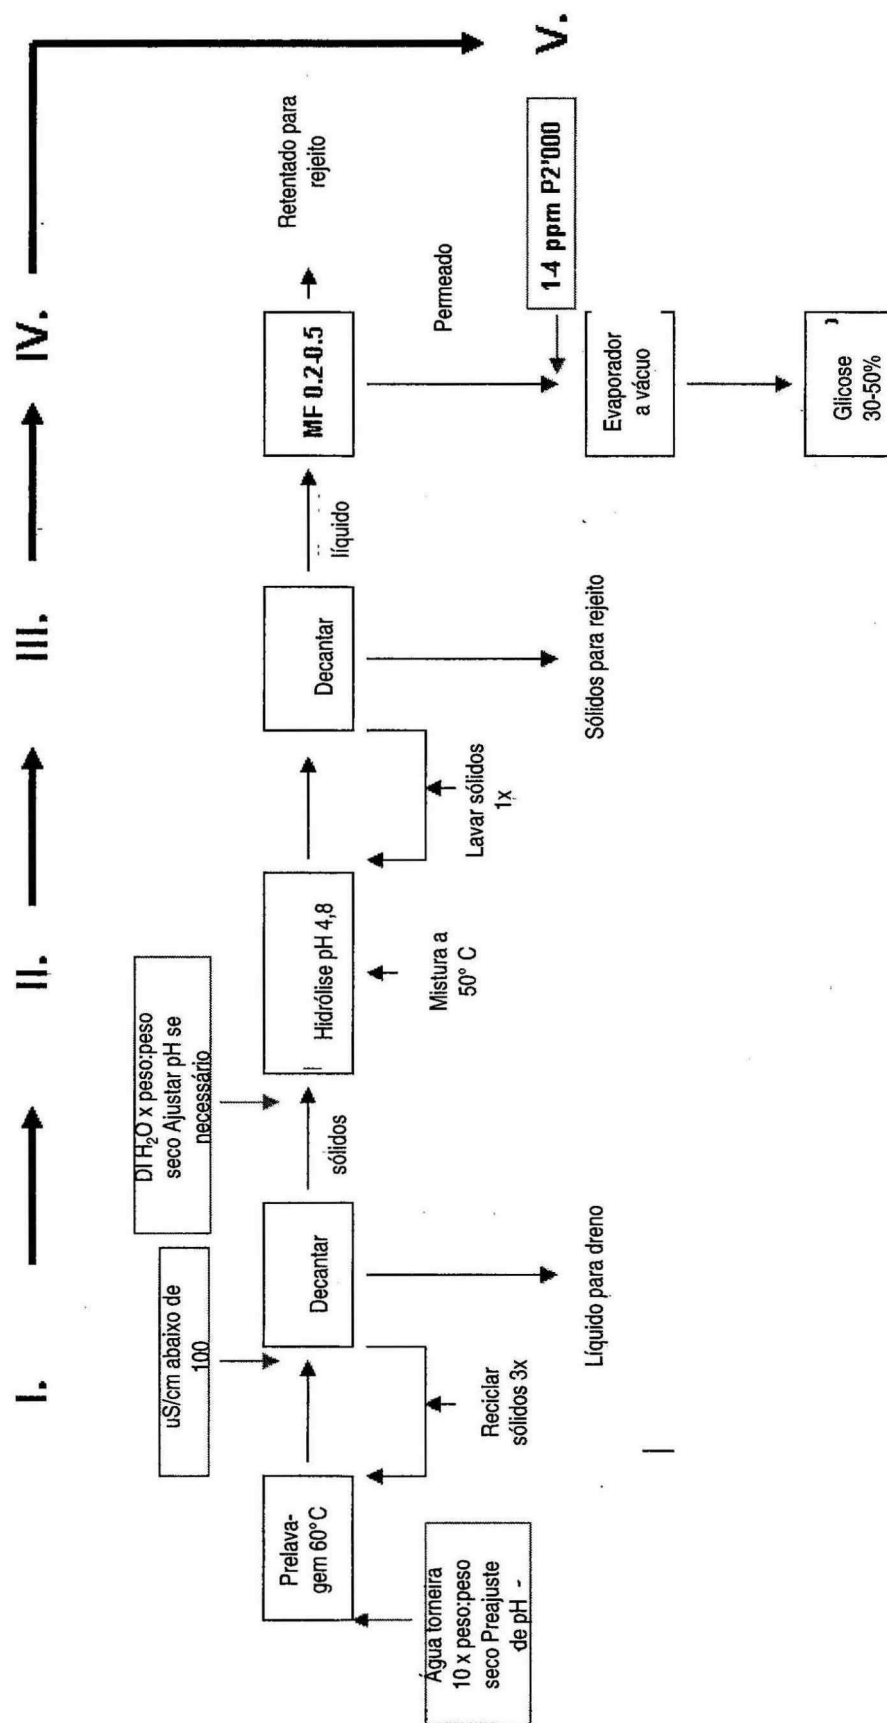 I.
II.
III.
IV.
V.
uS/cm abaixo de
100
DI H₂O x peso:peso
seco Ajustar pH se
necessário
Prelava-
gem 60°C
Decantar
sólidos
Hidrólise pH 4,8
Decantar
líquido
MF 0.2-0.5
Retentado para
rejeito
Água torneira
10 x peso:peso
seco Preajuste
de pH -
Reciclar
sólidos 3x
Líquido para dreno
Mistura a
50° C
Lavar sólidos
1x
Sólidos para rejeito
Permeado
1-4 ppm P2'000
Evaporador
a vácuo
Glicose
30-50%